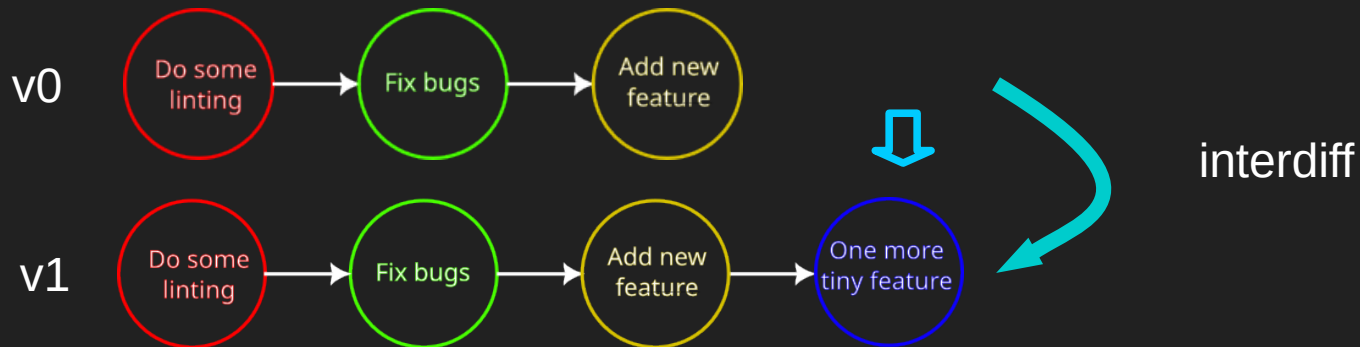 v0
Do some
linting
Fix bugs
Add new
feature
interdiff
v1
Do some
linting
Fix bugs
Add new
feature
One more
tiny feature